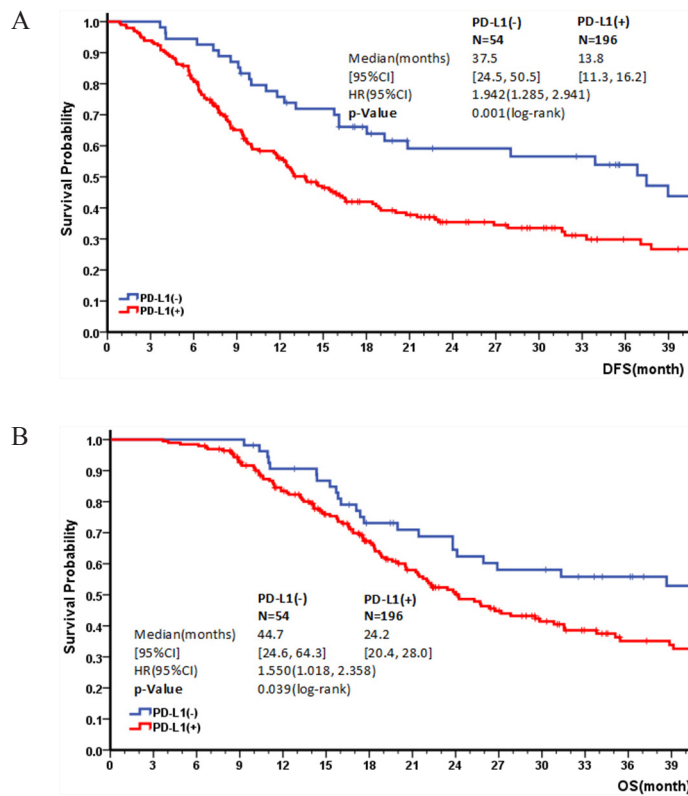 A
PD-L1(-) PD-L1(+)
N=54 N=196
Median(months) 37.5 13.8
[95%CI] [24.5, 50.5] [11.3, 16.2]
HR(95%CI) 1.942(1.285, 2.941)
p-Value 0.001(log-rank)
Survival Probability
1.0
0.9
0.8
0.7
0.6
0.5
0.4
0.3
0.2
0.1
0.0
PD-L1(-)
PD-L1(+)
0 3 6 9 12 15 18 21 24 27 30 33 36 39
DFS(month)
B
Survival Probability
1.0
0.9
0.8
0.7
0.6
0.5
0.4
0.3
0.2
0.1
0.0
PD-L1(-) PD-L1(+)
N=54 N=196
Median(months) 44.7 24.2
[95%CI] [24.6, 64.3] [20.4, 28.0]
HR(95%CI) 1.550(1.018, 2.358)
p-Value 0.039(log-rank)
PD-L1(-)
PD-L1(+)
0 3 6 9 12 15 18 21 24 27 30 33 36 39
OS(month)